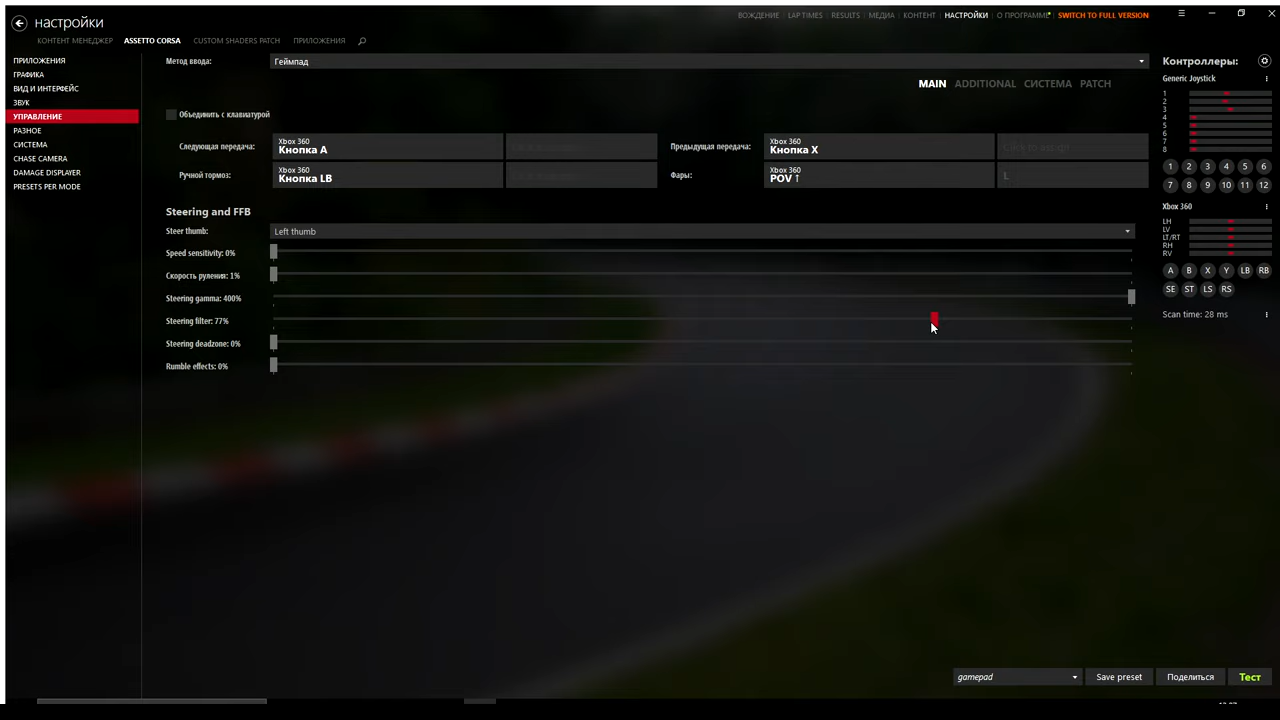 настройки
ВОЖДЕНИЕ LAP TIMES RESULTS МЕДИА КОНТЕНТ НАСТРОЙКИ О ПРОГРАММЕ SWITCH TO FULL VERSION
КОНТЕНТ МЕНЕДЖЕР ASSETTO CORSA CUSTOM SHADERS PATCH ПРИЛОЖЕНИЯ
ПРИЛОЖЕНИЯ
ГРАФИКА
ВИД И ИНТЕРФЕЙС
ЗВУК
УПРАВЛЕНИЕ
РАЗНОЕ
СИСТЕМА
CHASE CAMERA
DAMAGE DISPLAYER
PRESETS PER MODE
Метод ввода: Геймпад
MAIN ADDITIONAL СИСТЕМА PATCH
Объединить с клавиатурой
Следующая передача: Xbox 360 Кнопка A
Предыдущая передача: Xbox 360 Кнопка X Click to assign
Ручной тормоз: Xbox 360 Кнопка LB
Фары: Xbox 360 POV ↑ L
Steering and FFB
Steer thumb: Left thumb
Speed sensitivity: 0%
Скорость руления: 1%
Steering gamma: 400%
Steering filter: 77%
Steering deadzone: 0%
Rumble effects: 0%
Контроллеры:
Generic Joystick
1
2
3
4
5
6
7
8
1 2 3 4 5 6
7 8 9 10 11 12
Xbox 360
LH
LV
LT/RT
RH
RV
A B X Y LB RB
SE ST LS RS
Scan time: 28 ms
gamepad Save preset Поделиться Тест